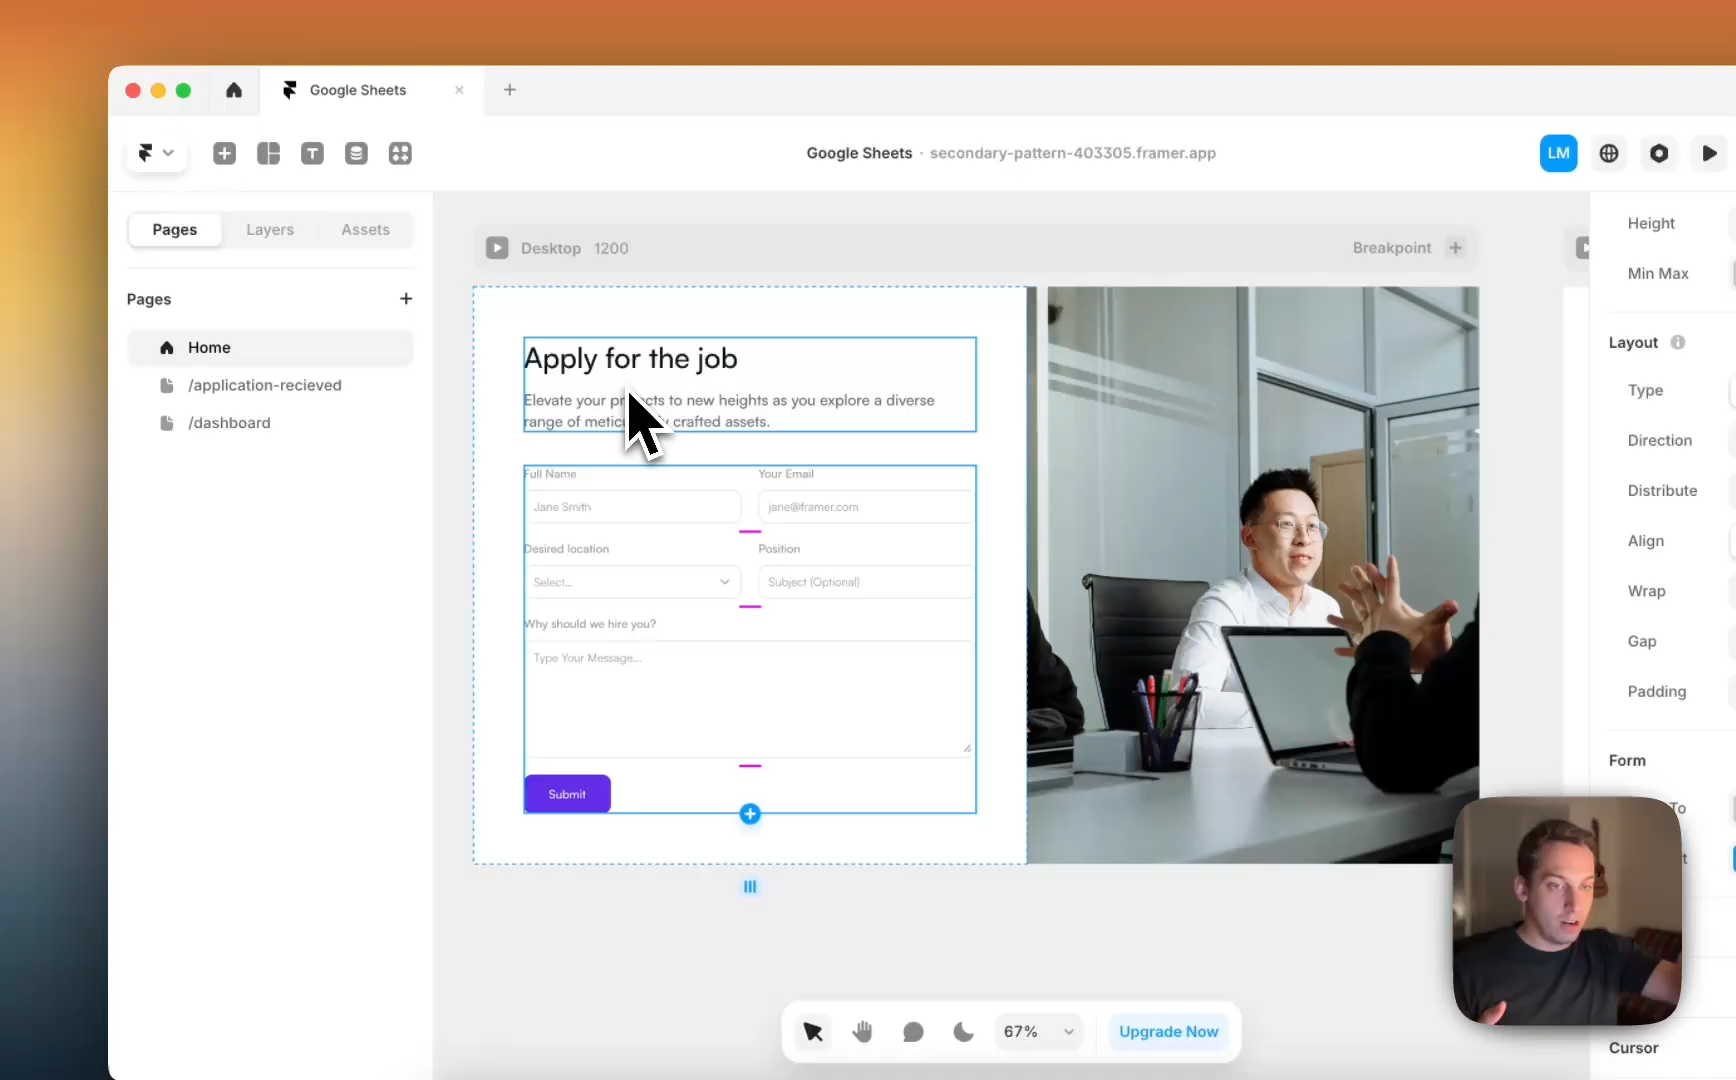 Google Sheets
Google Sheets · secondary-pattern-403305.framer.app
LM
Pages
Layers
Assets
Pages
Home
/application-recieved
/dashboard
Desktop 1200
Breakpoint
Apply for the job
Elevate your projects to new heights as you explore a diverse
range of crafted assets.
Full Name
Your Email
Jane Smith
jane@framer.com
Desired location
Position
Select...
Subject (Optional)
Why should we hire you?
Type Your Message...
Submit
67%
Upgrade Now
Height
Min Max
Layout
Type
Direction
Distribute
Align
Wrap
Gap
Padding
Form
To
Cursor